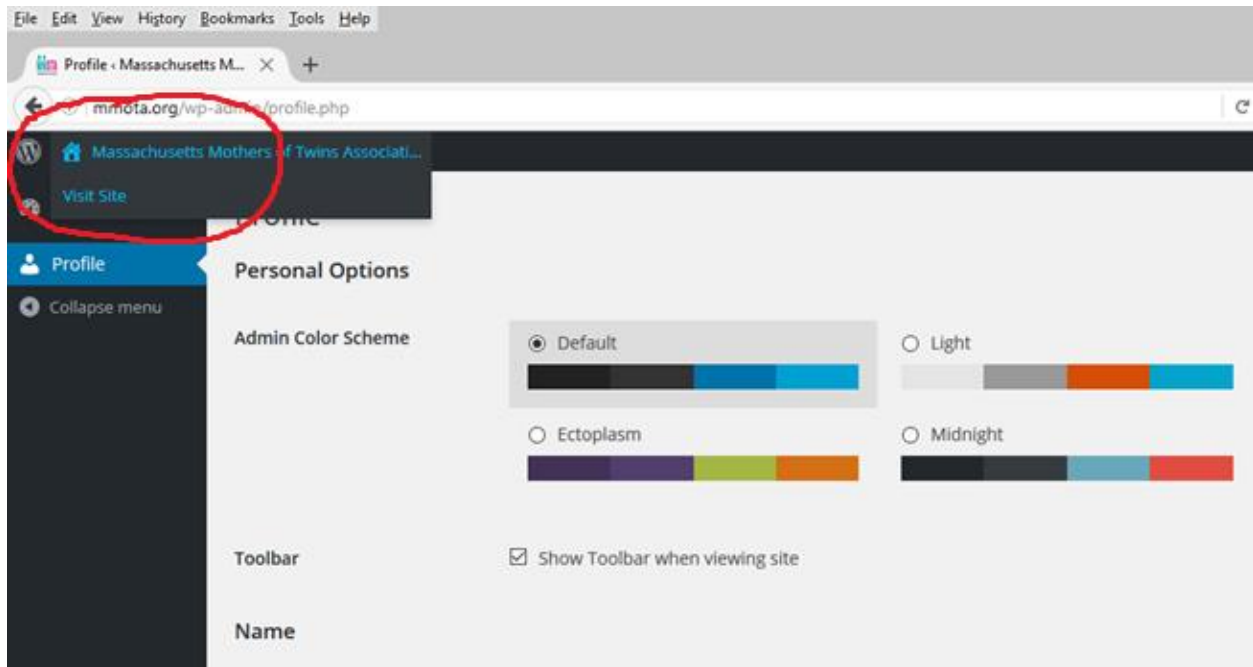 File Edit View History Bookmarks Tools Help
Profile ‹ Massachusetts M...
mmota.org/wp-admin/profile.php
Massachusetts Mothers of Twins Associati...
Visit Site
Profile
Profile
Collapse menu
Personal Options
Admin Color Scheme
Default
Light
Ectoplasm
Midnight
Toolbar
Show Toolbar when viewing site
Name